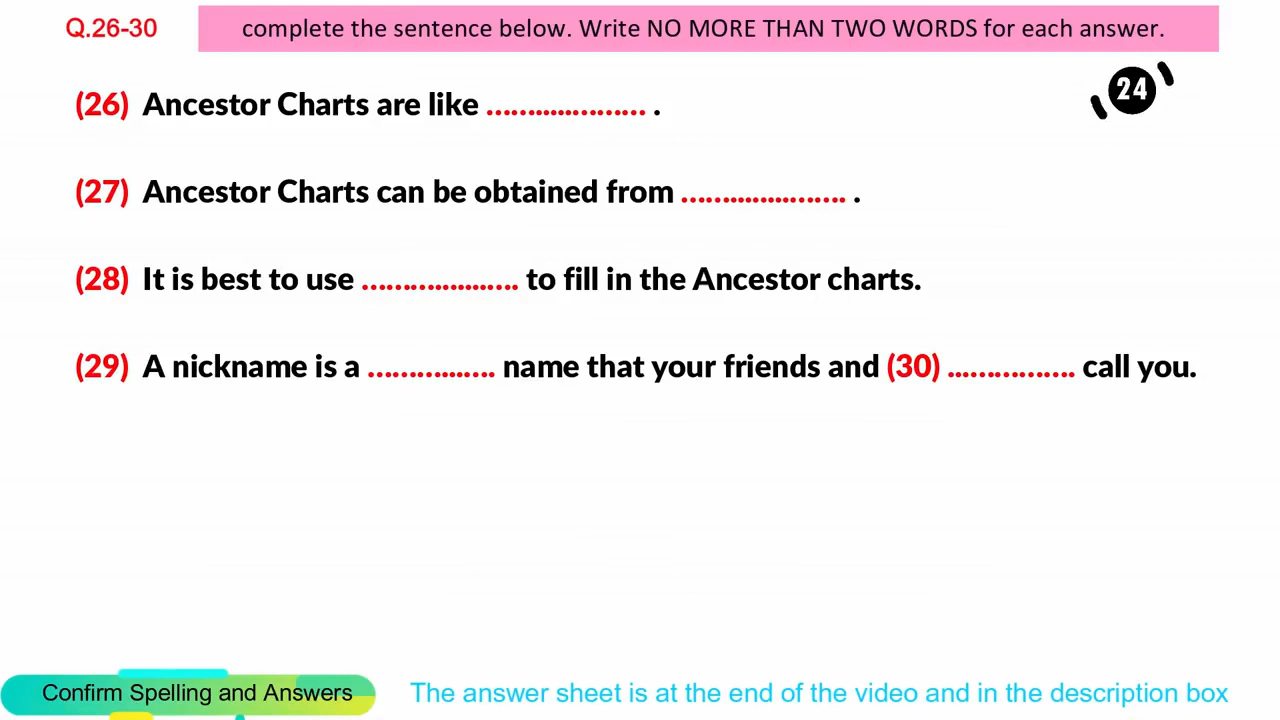 Q.26-30 complete the sentence below. Write NO MORE THAN TWO WORDS for each answer.
24
(26) Ancestor Charts are like ……......……… .
(27) Ancestor Charts can be obtained from ……........……. .
(28) It is best to use ………........…. to fill in the Ancestor charts.
(29) A nickname is a ………....…. name that your friends and (30) ...…………. call you.
Confirm Spelling and Answers The answer sheet is at the end of the video and in the description box